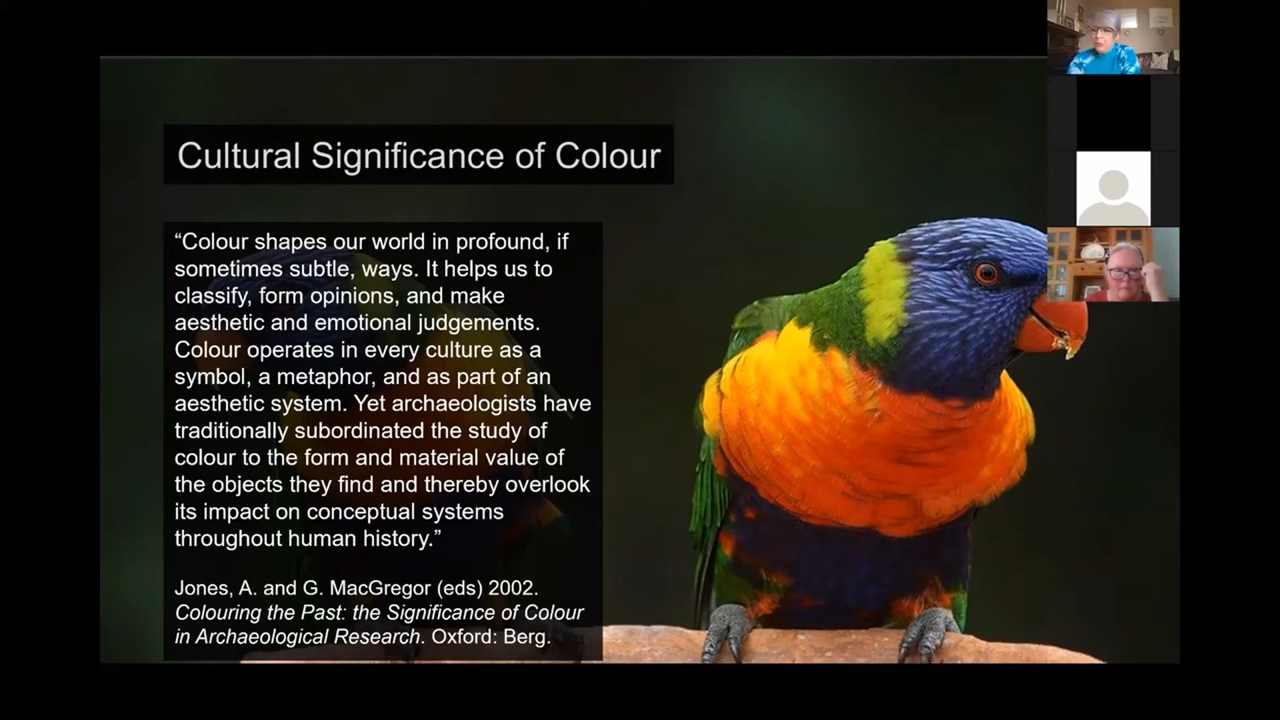 Cultural Significance of Colour
“Colour shapes our world in profound, if
sometimes subtle, ways. It helps us to
classify, form opinions, and make
aesthetic and emotional judgements.
Colour operates in every culture as a
symbol, a metaphor, and as part of an
aesthetic system. Yet archaeologists have
traditionally subordinated the study of
colour to the form and material value of
the objects they find and thereby overlook
its impact on conceptual systems
throughout human history.”
Jones, A. and G. MacGregor (eds) 2002.
Colouring the Past: the Significance of Colour
in Archaeological Research. Oxford: Berg.